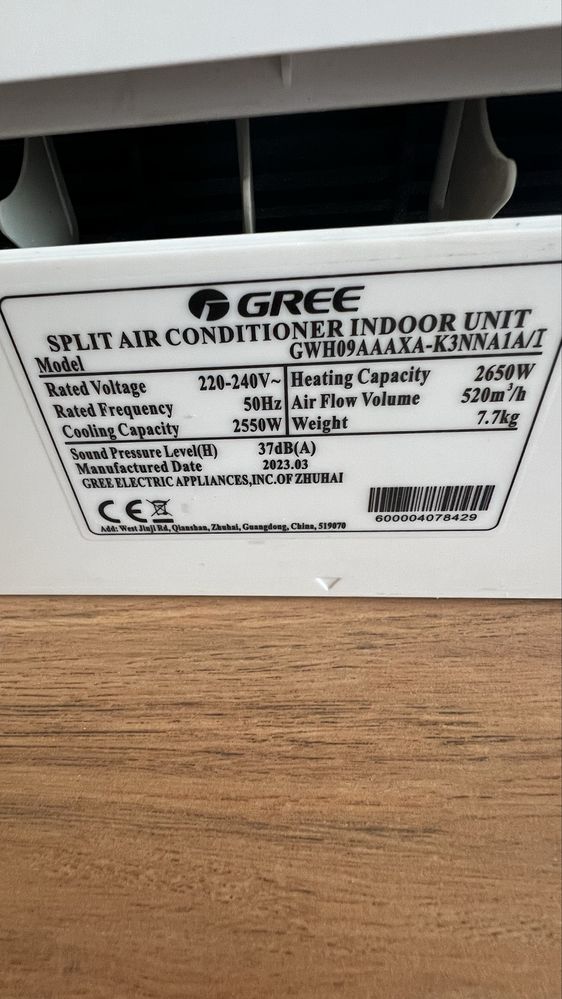 GREE
SPLIT AIR CONDITIONER INDOOR UNIT
Model GWH09AAAXA-K3NNA1A/I
Rated Voltage 220-240V~ Heating Capacity 2650W
Rated Frequency 50Hz Air Flow Volume 520m³/h
Cooling Capacity 2550W Weight 7.7kg
Sound Pressure Level(H) 37dB(A)
Manufactured Date 2023.03
GREE ELECTRIC APPLIANCES,INC.OF ZHUHAI
CE
600004078429
Add: West Jinji Rd, Qianshan, Zhuhai, Guangdong, China, 519070